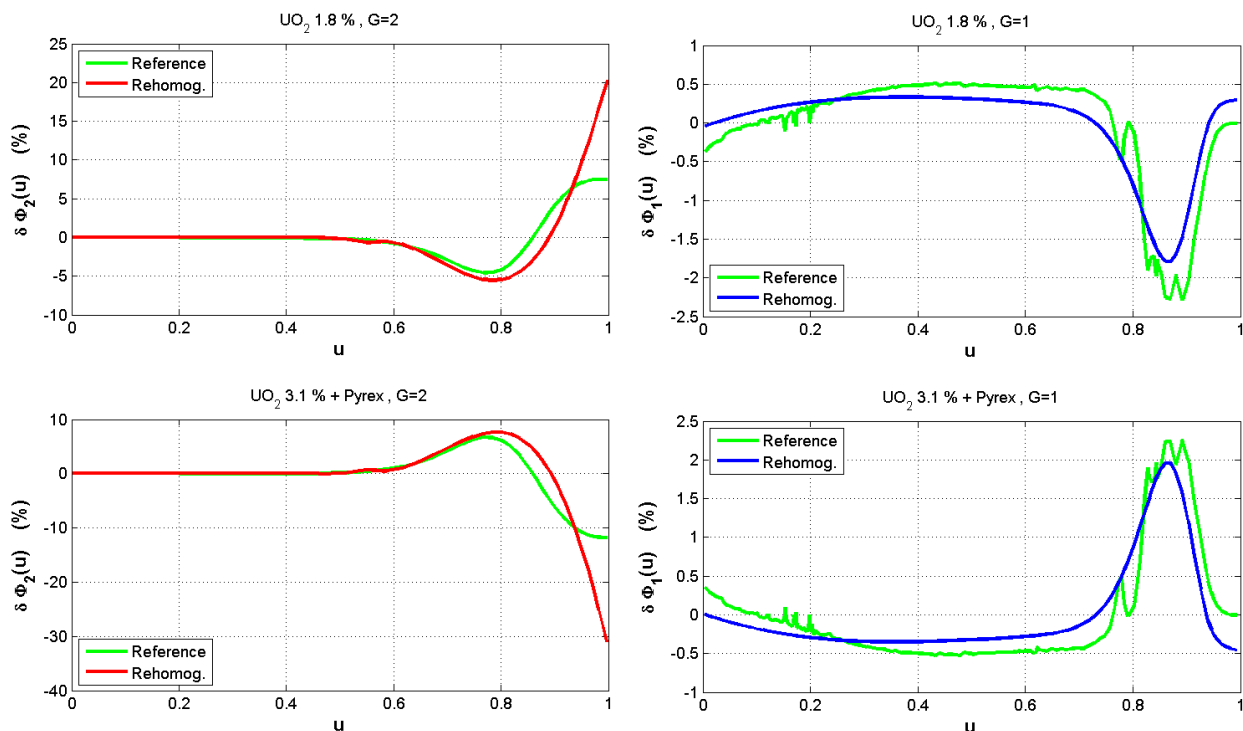 UO2 1.8 % , G=2
25
20
15
10
5
0
-5
-10
δ Φ2(u) (%)
Reference
Rehomog.
0 0.2 0.4 0.6 0.8 1
u
UO2 1.8 % , G=1
1
0.5
0
-0.5
-1
-1.5
-2
-2.5
δ Φ1(u) (%)
Reference
Rehomog.
0 0.2 0.4 0.6 0.8 1
u
UO2 3.1 % + Pyrex , G=2
10
0
-10
-20
-30
-40
δ Φ2(u) (%)
Reference
Rehomog.
0 0.2 0.4 0.6 0.8 1
u
UO2 3.1 % + Pyrex , G=1
2.5
2
1.5
1
0.5
0
-0.5
-1
δ Φ1(u) (%)
Reference
Rehomog.
0 0.2 0.4 0.6 0.8 1
u